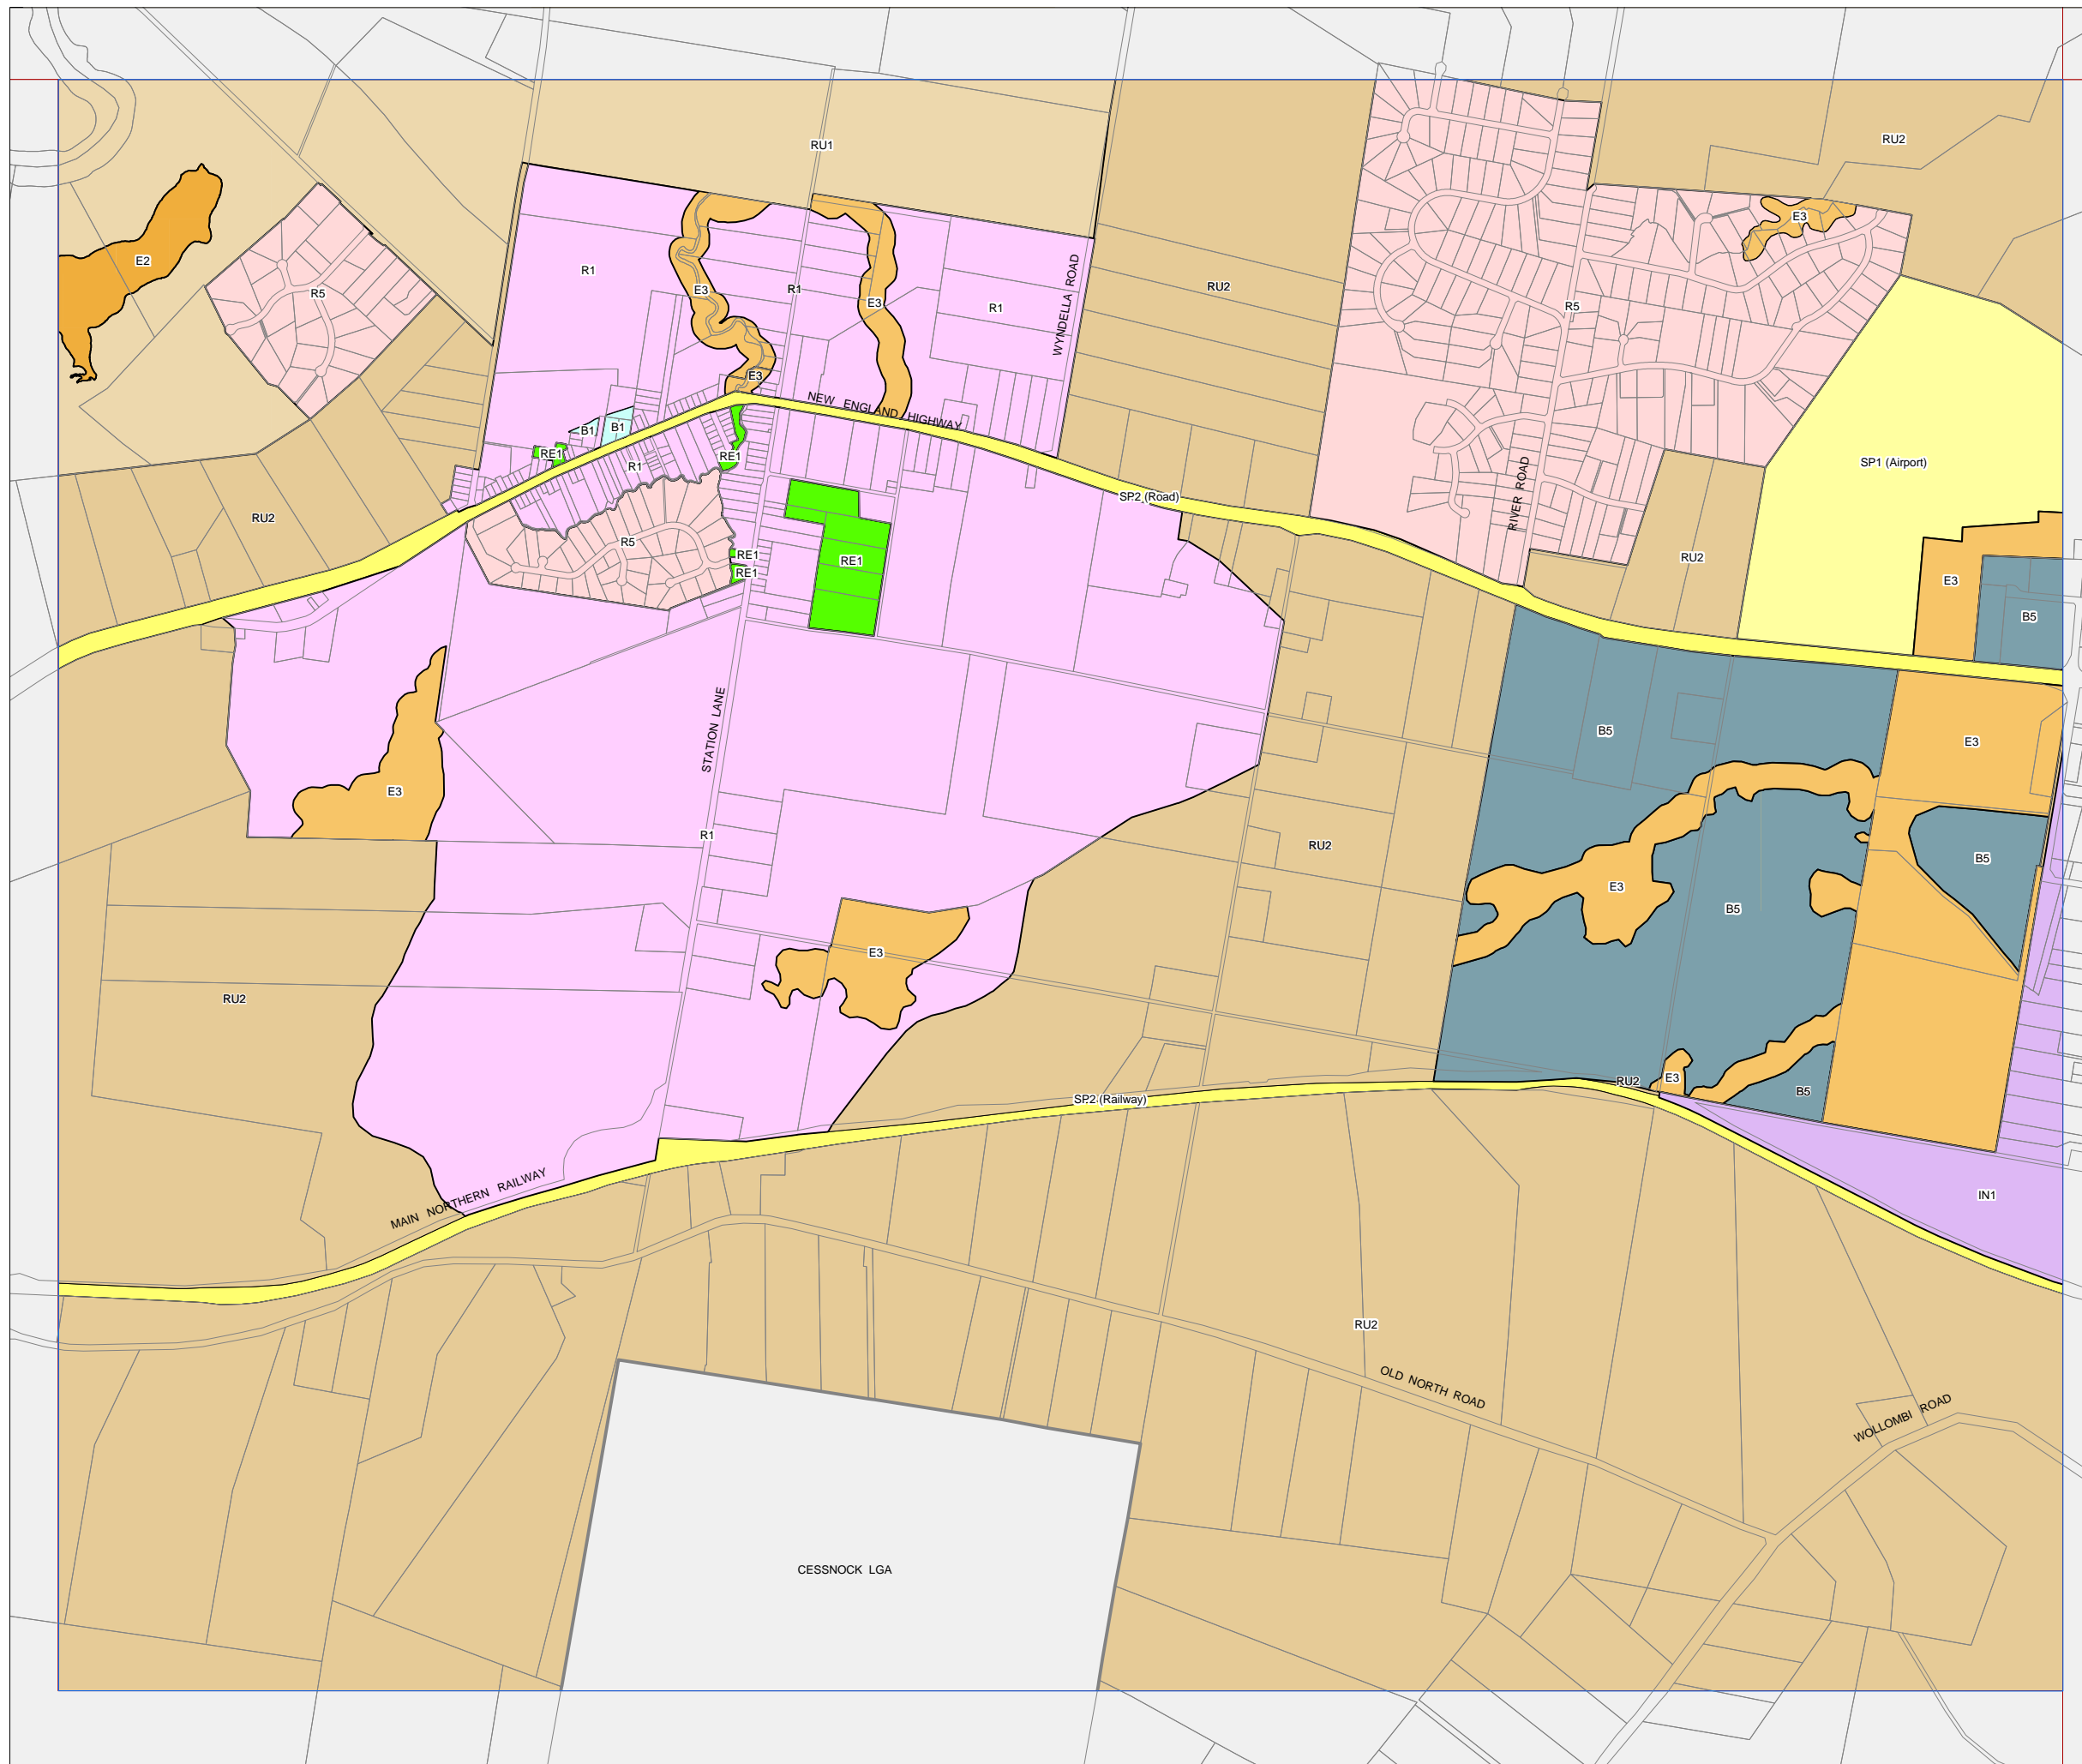 RU1
RU2
E3
E2
R5
R1
E3
R1
E3
R1
WYNDELLA ROAD
RU2
R5
E3
NEW ENGLAND HIGHWAY
B1
B1
RE1
RE1
R1
SP1 (Airport)
RU2
SP2 (Road)
RIVER ROAD
R5
RE1
RE1
RE1
RU2
E3
B5
STATION LANE
B5
E3
E3
R1
RU2
B5
E3
B5
E3
RU2
SP2 (Railway)
RU2
E3
B5
MAIN NORTHERN RAILWAY
IN1
RU2
OLD NORTH ROAD
WOLLOMBI ROAD
CESSNOCK LGA